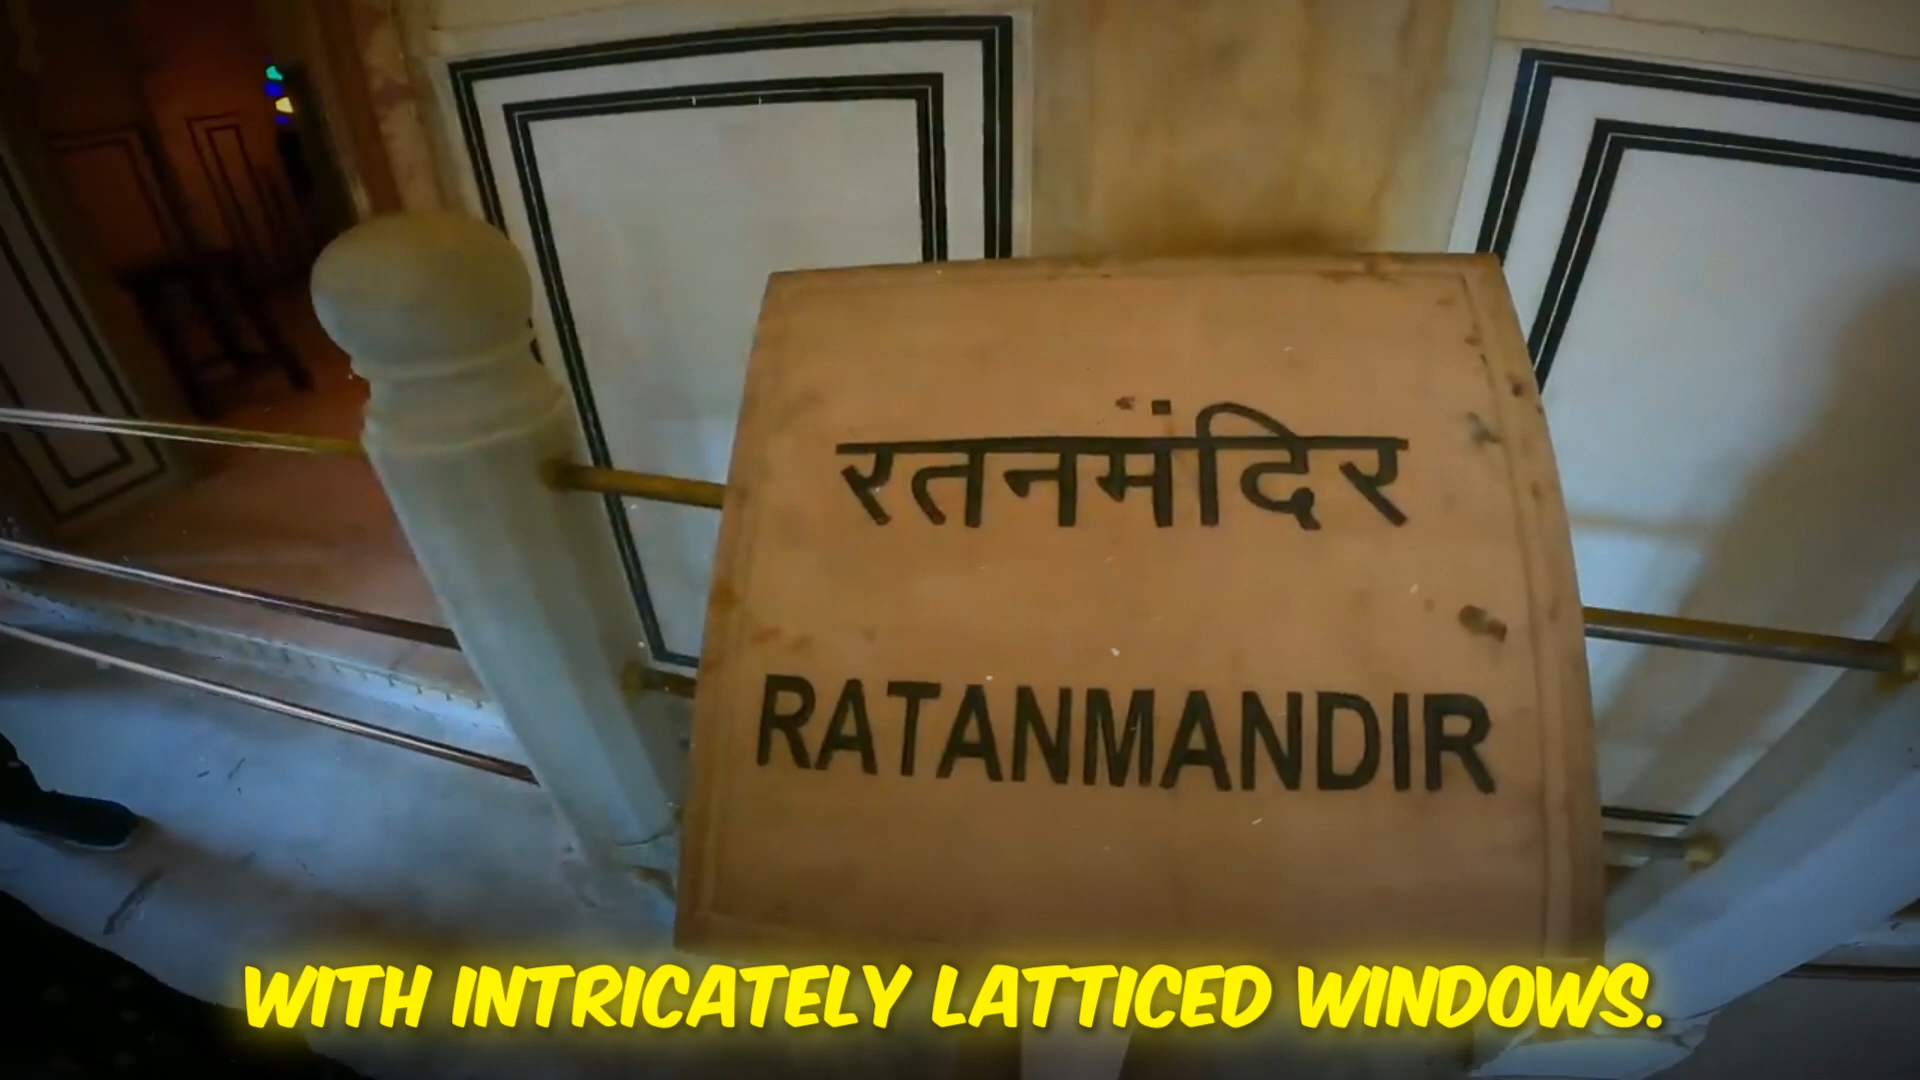 रतनमंदिर
RATANMANDIR
WITH INTRICATELY LATTICED WINDOWS.